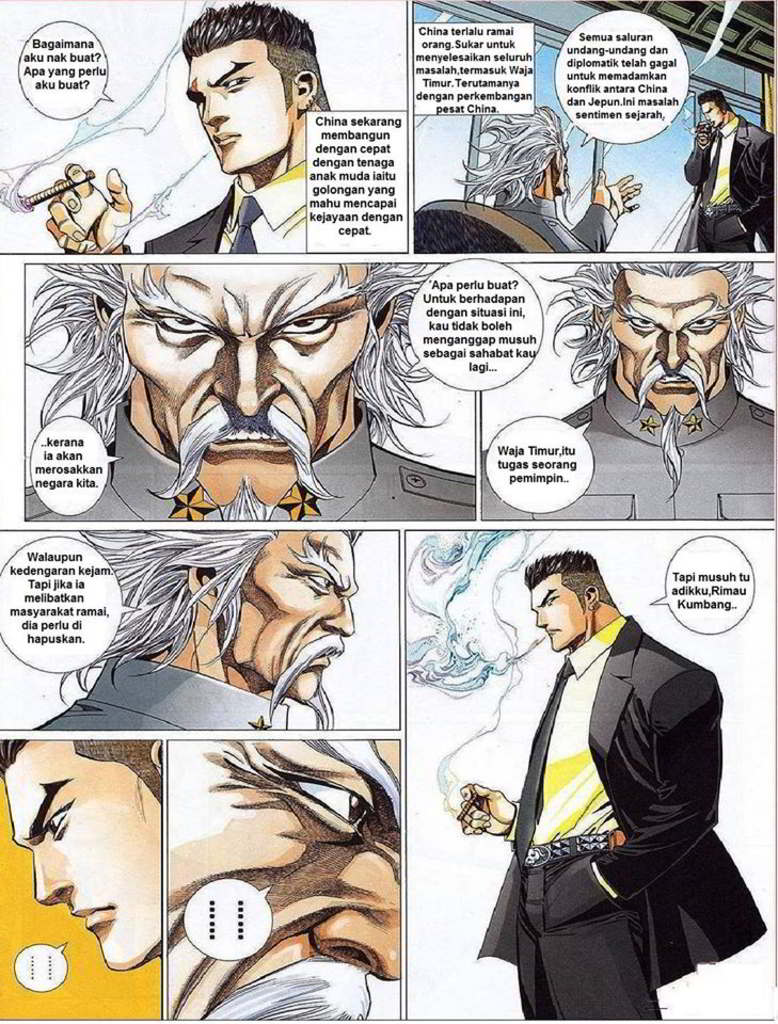 Bagaimana
aku nak buat?
Apa yang perlu
aku buat?
China sekarang
membangun
dengan cepat
dengan tenaga
anak muda iaitu
golongan yang
mahu mencapai
kejayaan dengan
cepat.
China terlalu ramai
orang.Sukar untuk
menyelesaikan seluruh
masalah,termasuk Waja
Timur.Terutamanya
dengan perkembangan
pesat China.
Semua saluran
undang-undang dan
diplomatik telah gagal
untuk memadamkan
konflik antara China
dan Jepun.Ini masalah
sentimen sejarah,
'Apa perlu buat?
Untuk berhadapan
dengan situasi ini,
kau tidak boleh
menganggap musuh
sebagai sahabat kau
lagi...
..kerana
ia akan
merosakkan
negara kita.
Waja Timur,itu
tugas seorang
pemimpin..
Walaupun
kedengaran kejam.
Tapi jika ia
melibatkan
masyarakat ramai,
dia perlu di
hapuskan.
Tapi musuh tu
adikku,Rimau
Kumbang..